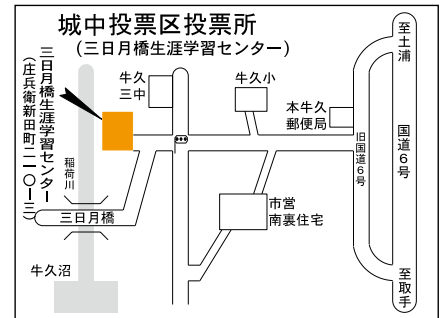 城中投票区投票所
(三日月橋生涯学習センター)
三日月橋生涯学習センター
(庄兵衛新田町二一〇-三)
牛久
三中
牛久小
本牛久
郵便局
至土浦
国道6号
旧国道6号
稲荷川
三日月橋
市営
南裏住宅
牛久沼
至取手